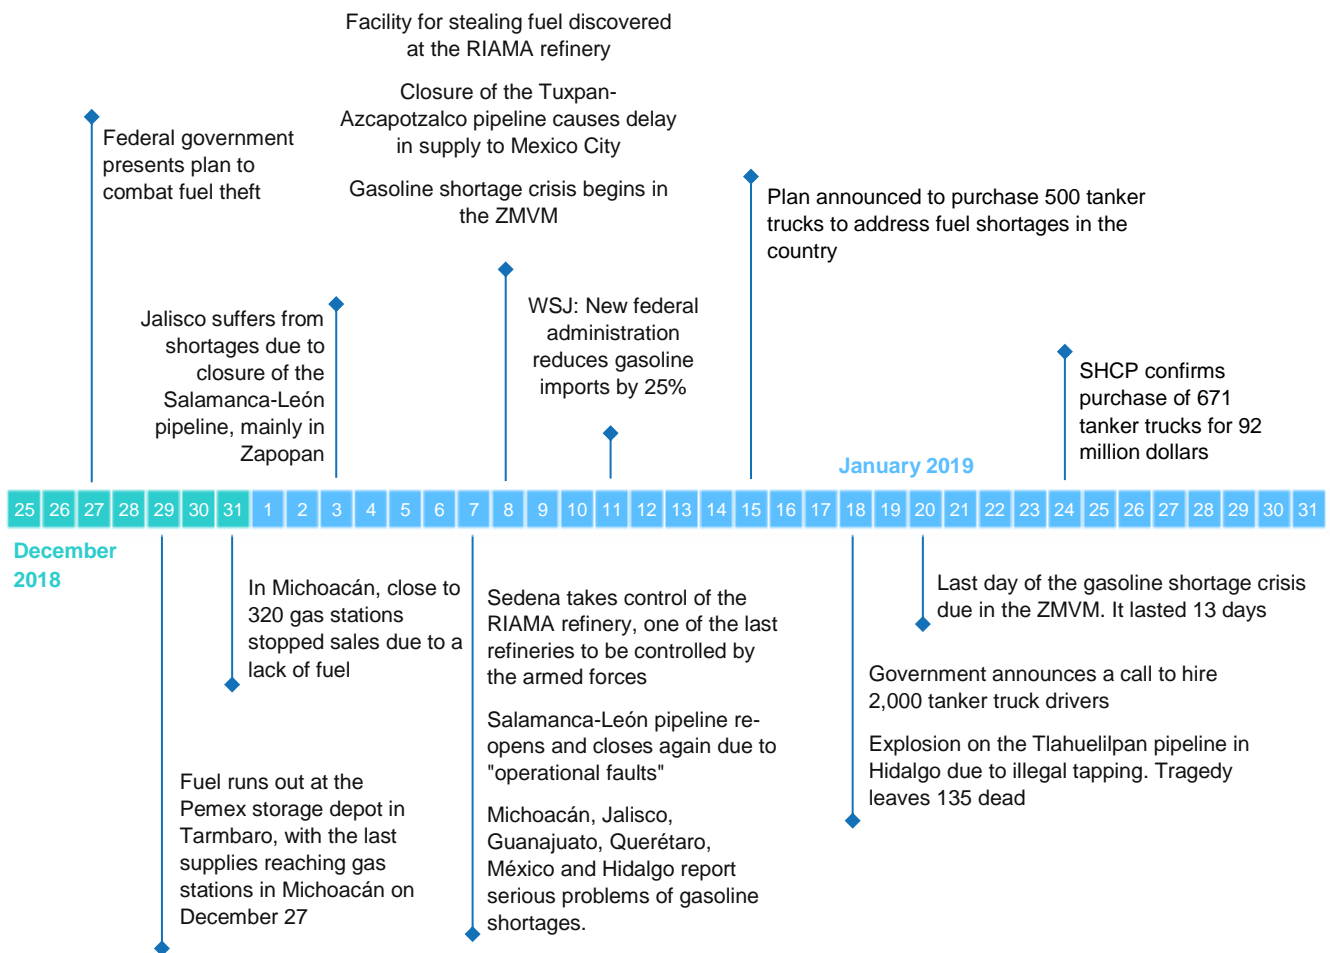 Facility for stealing fuel discovered
at the RIAMA refinery
Closure of the Tuxpan-
Azcapotzalco pipeline causes delay
in supply to Mexico City
Gasoline shortage crisis begins in
the ZMVM
Federal government
presents plan to
combat fuel theft
Plan announced to purchase 500 tanker
trucks to address fuel shortages in the
country
Jalisco suffers from
shortages due to
closure of the
Salamanca-León
pipeline, mainly in
Zapopan
WSJ: New federal
administration
reduces gasoline
imports by 25%
SHCP confirms
purchase of 671
tanker trucks for 92
million dollars
January 2019
25 26 27 28 29 30 31 1 2 3 4 5 6 7 8 9 10 11 12 13 14 15 16 17 18 19 20 21 22 23 24 25 26 27 28 29 30 31
December
2018
In Michoacán, close to
320 gas stations
stopped sales due to a
lack of fuel
Sedena takes control of the
RIAMA refinery, one of the last
refineries to be controlled by
the armed forces
Salamanca-León pipeline re-
opens and closes again due to
"operational faults"
Michoacán, Jalisco,
Guanajuato, Querétaro,
México and Hidalgo report
serious problems of gasoline
shortages.
Last day of the gasoline shortage crisis
due in the ZMVM. It lasted 13 days
Government announces a call to hire
2,000 tanker truck drivers
Explosion on the Tlahuelilpan pipeline in
Hidalgo due to illegal tapping. Tragedy
leaves 135 dead
Fuel runs out at the
Pemex storage depot in
Tarmbaro, with the last
supplies reaching gas
stations in Michoacán on
December 27